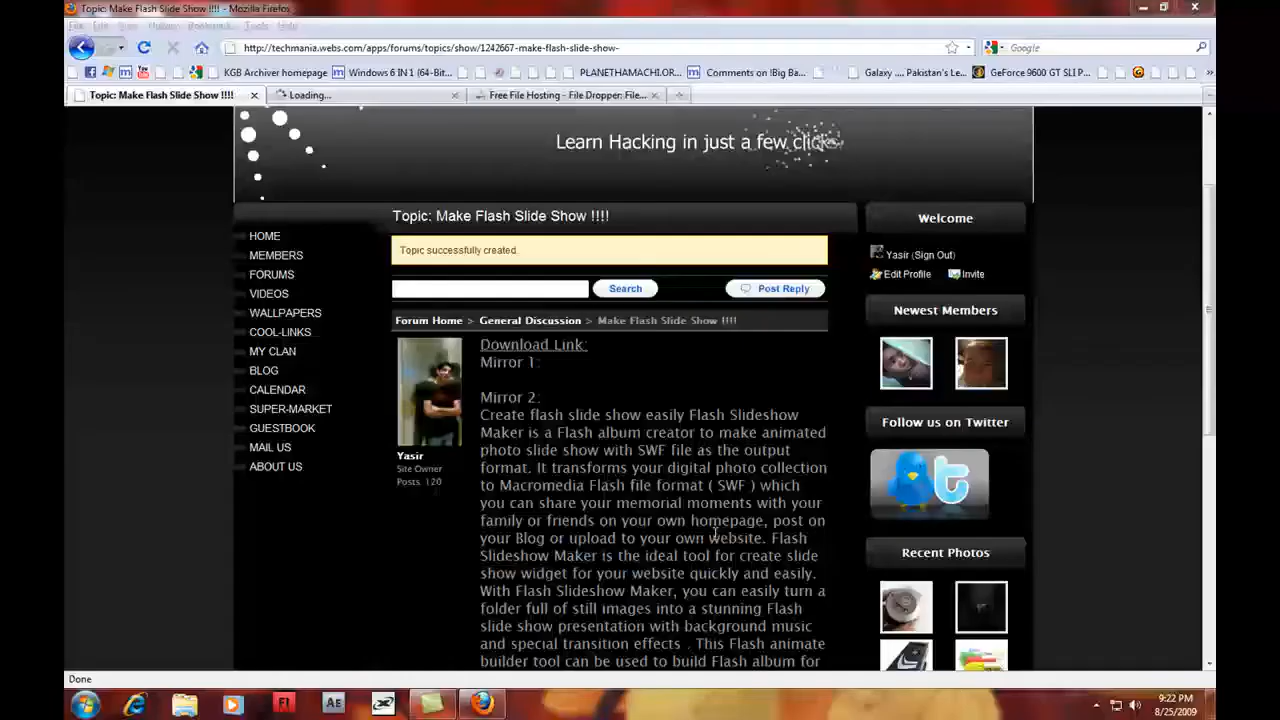 Topic: Make Flash Slide Show !!!! - Mozilla Firefox
File Edit View History Bookmarks Tools Help
http://techmania.webs.com/apps/forums/topics/show/1242667-make-flash-slide-show-
Google
KGB Archiver homepage
Windows 6 IN 1 (64-Bit...
PLANETHAMACHI.OR...
Comments on !Big Ba...
Galaxy .... Pakistan's Le...
GeForce 9600 GT SLI P...
Topic: Make Flash Slide Show !!!!
Loading...
Free File Hosting - File Dropper: File...
Learn Hacking in just a few clicks
Topic: Make Flash Slide Show !!!!
Topic successfully created.
Search
Post Reply
Forum Home > General Discussion > Make Flash Slide Show !!!!
HOME
MEMBERS
FORUMS
VIDEOS
WALLPAPERS
COOL-LINKS
MY CLAN
BLOG
CALENDAR
SUPER-MARKET
GUESTBOOK
MAIL US
ABOUT US
Yasir
Site Owner
Posts: 120
Download Link:
Mirror 1:
Mirror 2:
Create flash slide show easily Flash Slideshow
Maker is a Flash album creator to make animated
photo slide show with SWF file as the output
format. It transforms your digital photo collection
to Macromedia Flash file format ( SWF ) which
you can share your memorial moments with your
family or friends on your own homepage, post on
your Blog or upload to your own website. Flash
Slideshow Maker is the ideal tool for create slide
show widget for your website quickly and easily.
With Flash Slideshow Maker, you can easily turn a
folder full of still images into a stunning Flash
slide show presentation with background music
and special transition effects . This Flash animate
builder tool can be used to build Flash album for
Welcome
Yasir (Sign Out)
Edit Profile
Invite
Newest Members
Follow us on Twitter
Recent Photos
Done
9:22 PM
8/25/2009